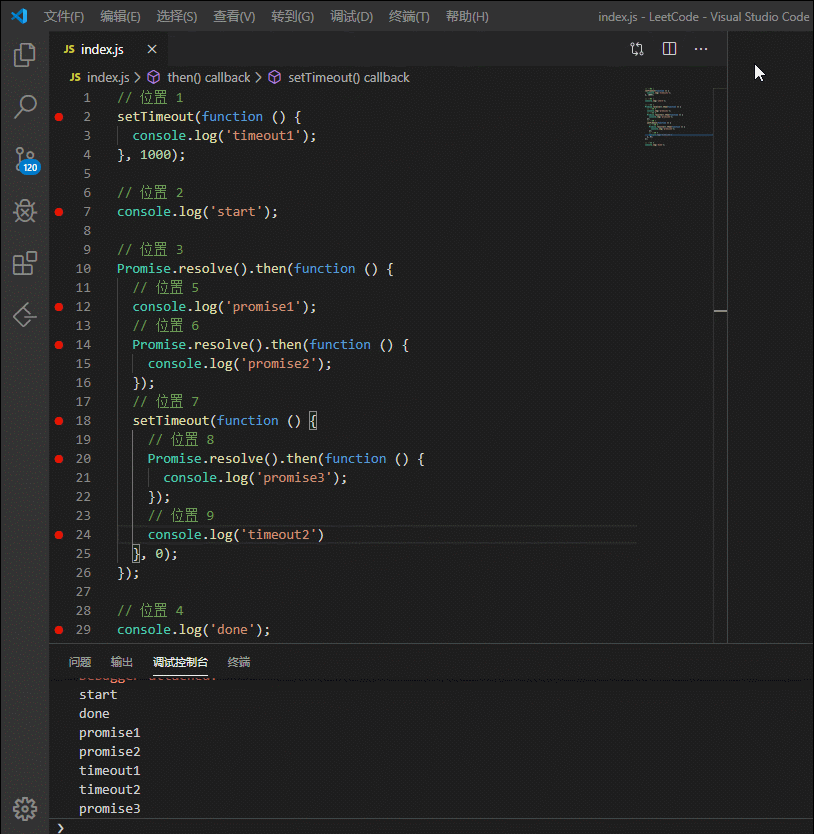 文件(F) 编辑(E) 选择(S) 查看(V) 转到(G) 调试(D) 终端(T) 帮助(H) index.js - LeetCode - Visual Studio Code
JS index.js
JS index.js > then() callback > setTimeout() callback
1 // 位置 1
2 setTimeout(function () {
3 console.log('timeout1');
4 }, 1000);
5
6 // 位置 2
7 console.log('start');
8
9 // 位置 3
10 Promise.resolve().then(function () {
11 // 位置 5
12 console.log('promise1');
13 // 位置 6
14 Promise.resolve().then(function () {
15 console.log('promise2');
16 });
17 // 位置 7
18 setTimeout(function () {
19 // 位置 8
20 Promise.resolve().then(function () {
21 console.log('promise3');
22 });
23 // 位置 9
24 console.log('timeout2')
25 }, 0);
26 });
27
28 // 位置 4
29 console.log('done');
120
问题 输出 调试控制台 终端
Debugger attached.
start
done
promise1
promise2
timeout1
timeout2
promise3